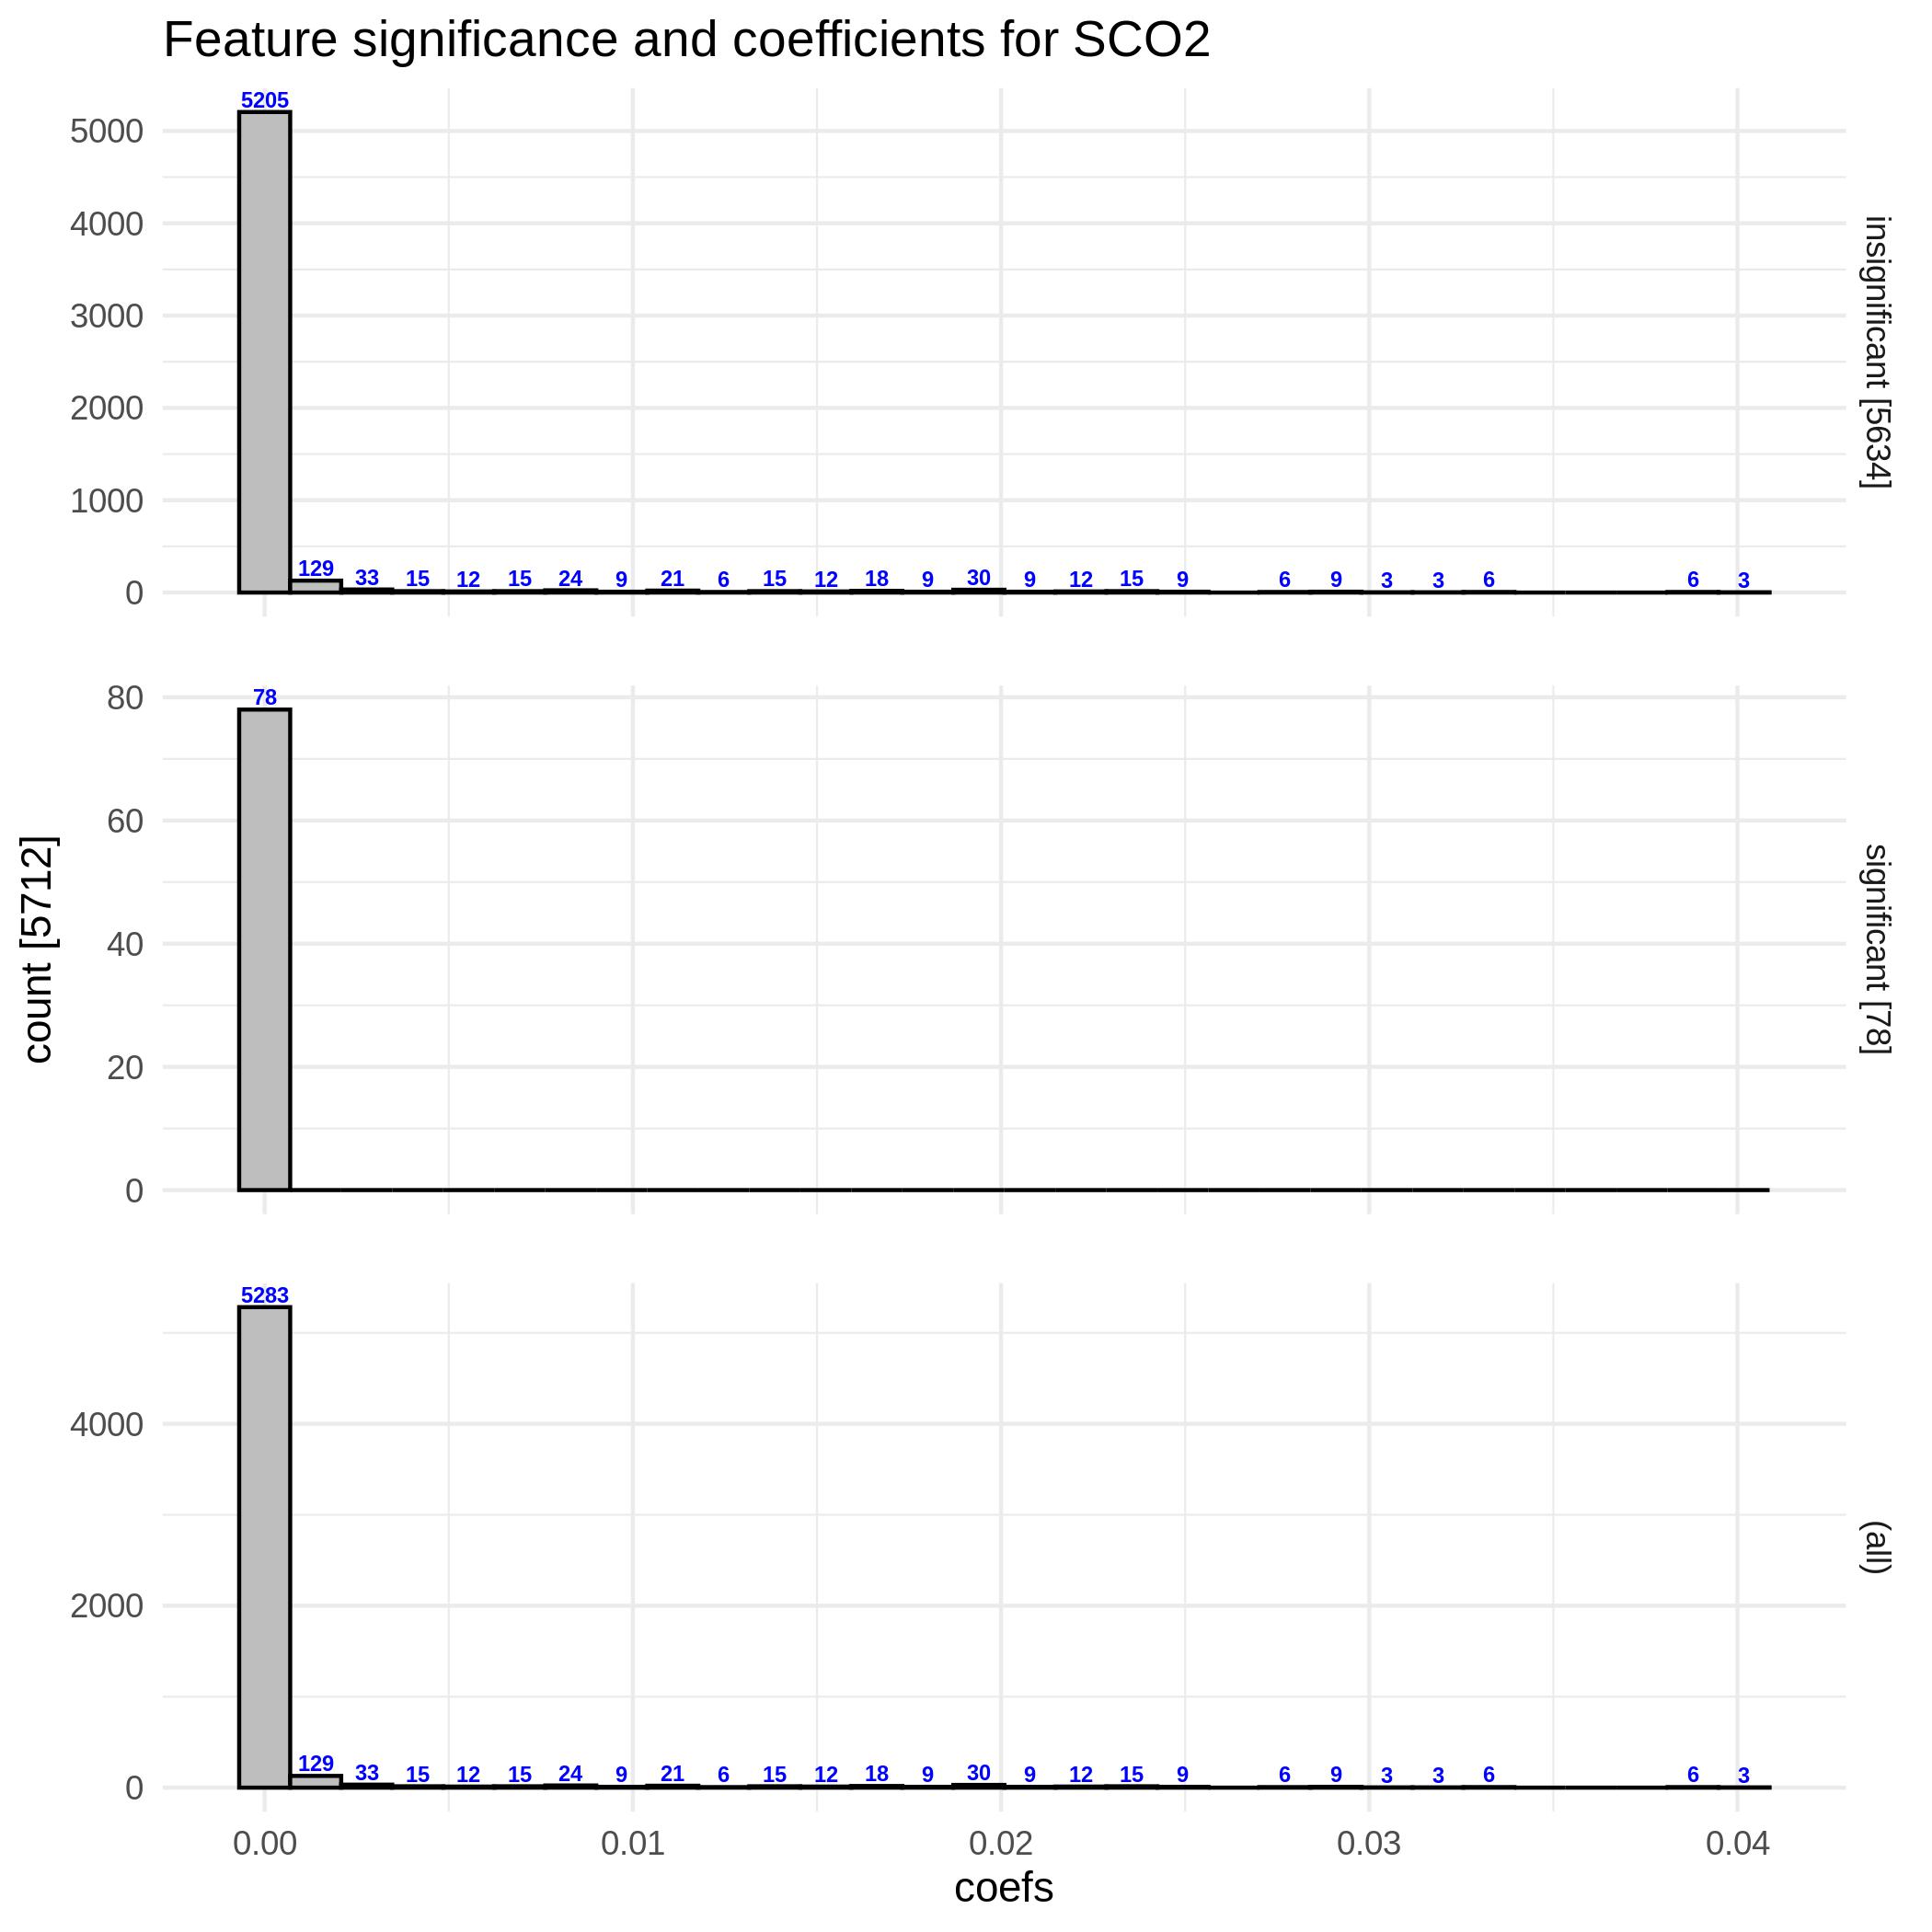 Feature significance and coefficients for SCO2
5205
5000
4000
3000
2000
1000
0
129 33 15 12 15 24 9 21 6 15 12 18 9 30 9 12 15 9 6 9 3 3 6 6 3
insignificant [5634]
78
80
60
40
20
0
significant [78]
count [5712]
5283
4000
2000
0
129 33 15 12 15 24 9 21 6 15 12 18 9 30 9 12 15 9 6 9 3 3 6 6 3
(all)
0.00 0.01 0.02 0.03 0.04
coefs